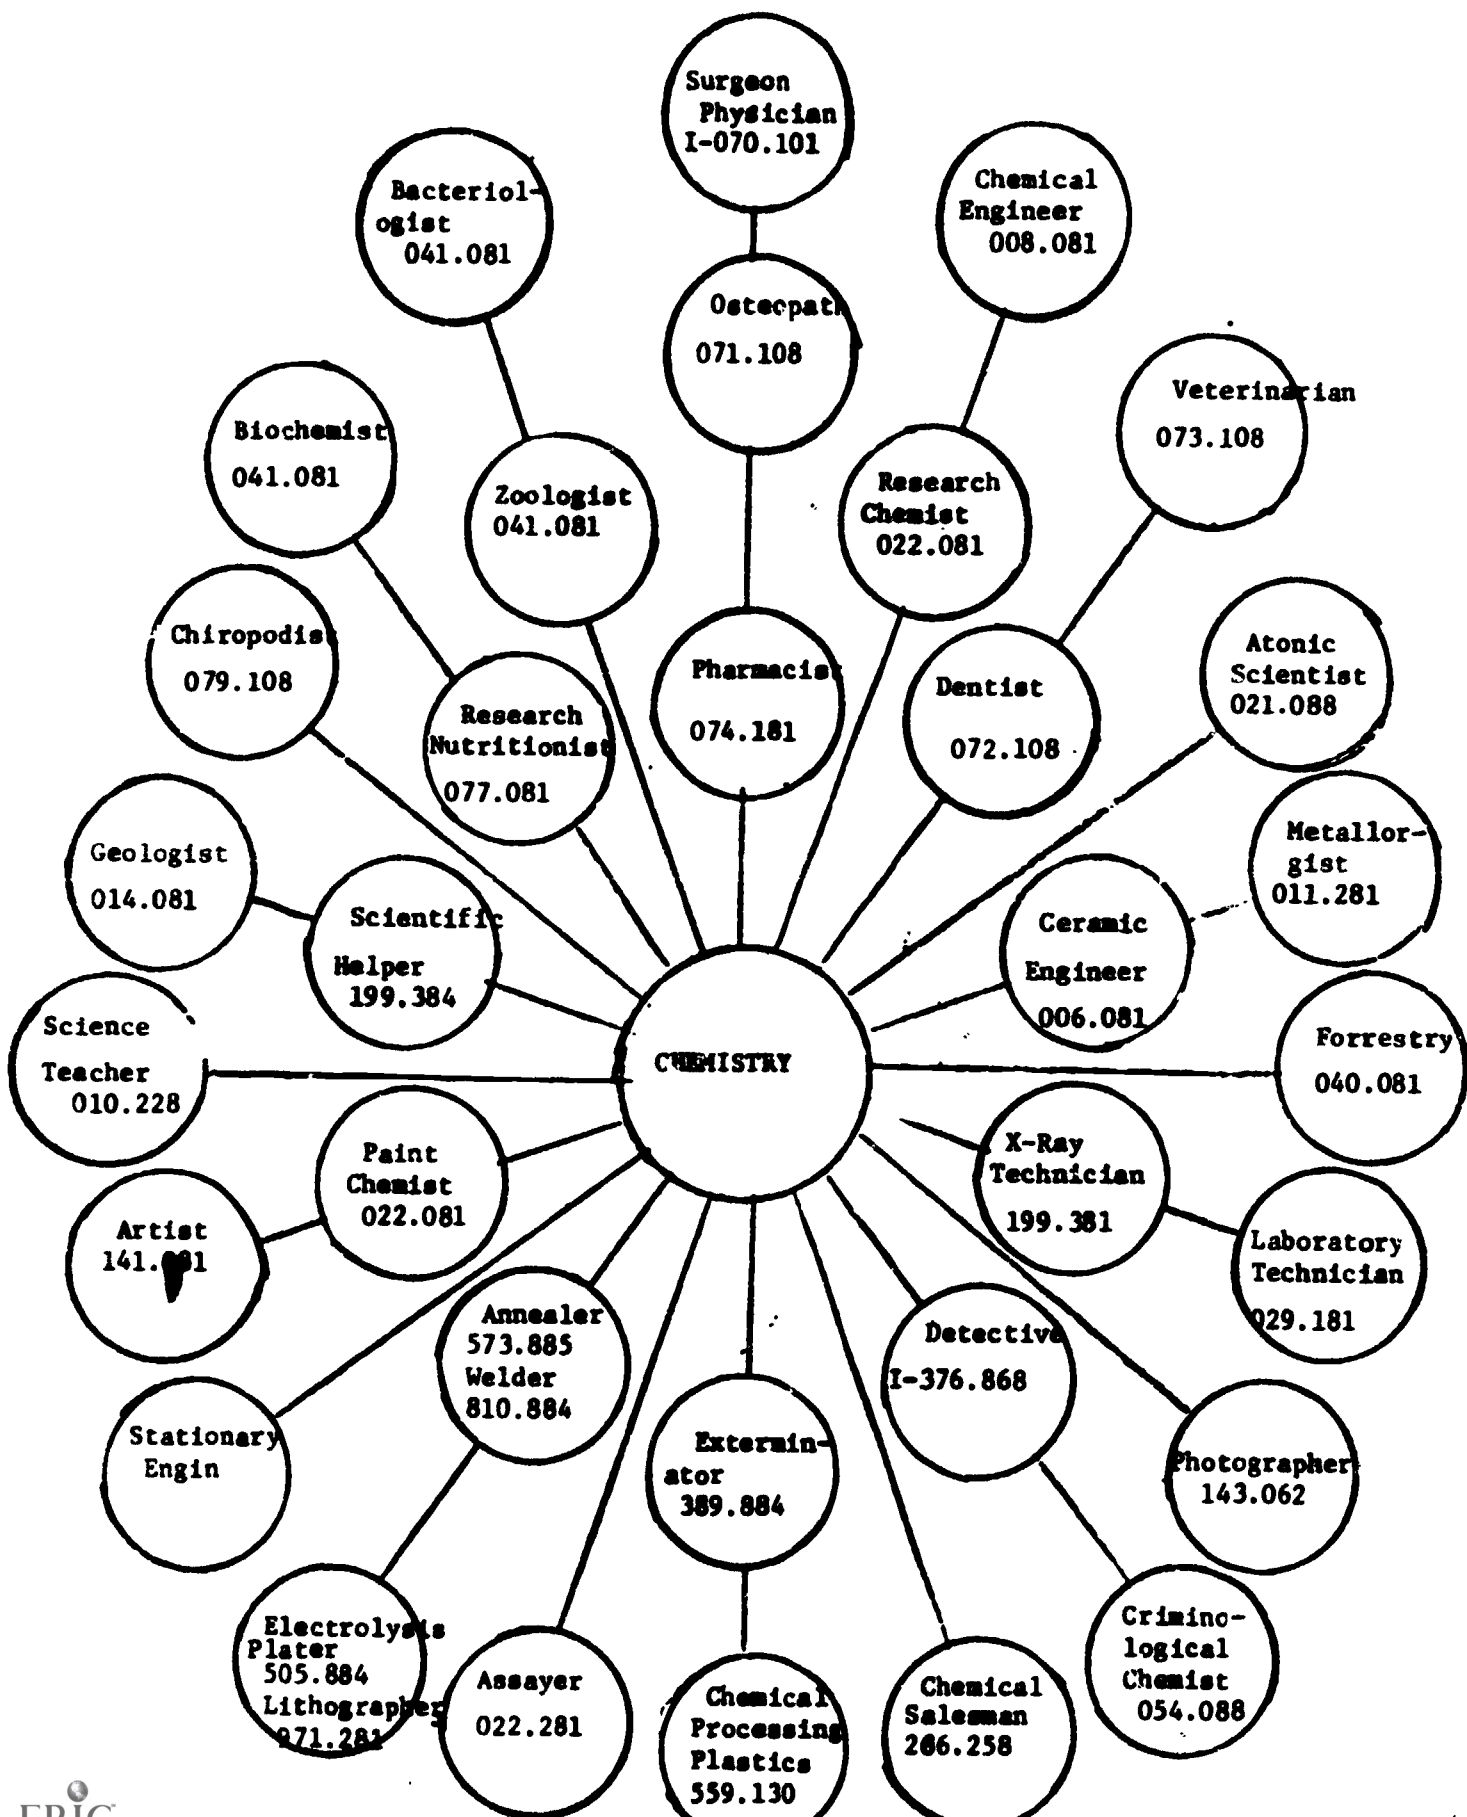 Surgeon
Physician
I-070.101
Bacteriol-
ogist
041.081
Chemical
Engineer
008.081
Osteopath
071.108
Veterinarian
073.108
Biochemist
041.081
Zoologist
041.081
Research
Chemist
022.081
Chiropodist
079.108
Research
Nutritionist
077.081
Pharmacist
074.181
Dentist
072.108
Atonic
Scientist
021.088
Geologist
014.081
Scientific
Helper
199.384
Ceramic
Engineer
006.081
Metallor-
gist
011.281
Science
Teacher
010.228
CHEMISTRY
Forrestry
040.081
Paint
Chemist
022.081
X-Ray
Technician
199.381
Artist
Laboratory
Technician
029.181
Stationary
Engin
Annealer
573.885
Welder
810.884
Detective
I-376.868
Extermin-
ator
389.884
Photographer
143.062
Electrolysis
Plater
505.884
Lithographer
971.281
Assayer
022.281
Chemical
Processing
Plastics
559.130
Chemical
Salesman
266.258
Crimino-
logical
Chemist
054.088
ERIC